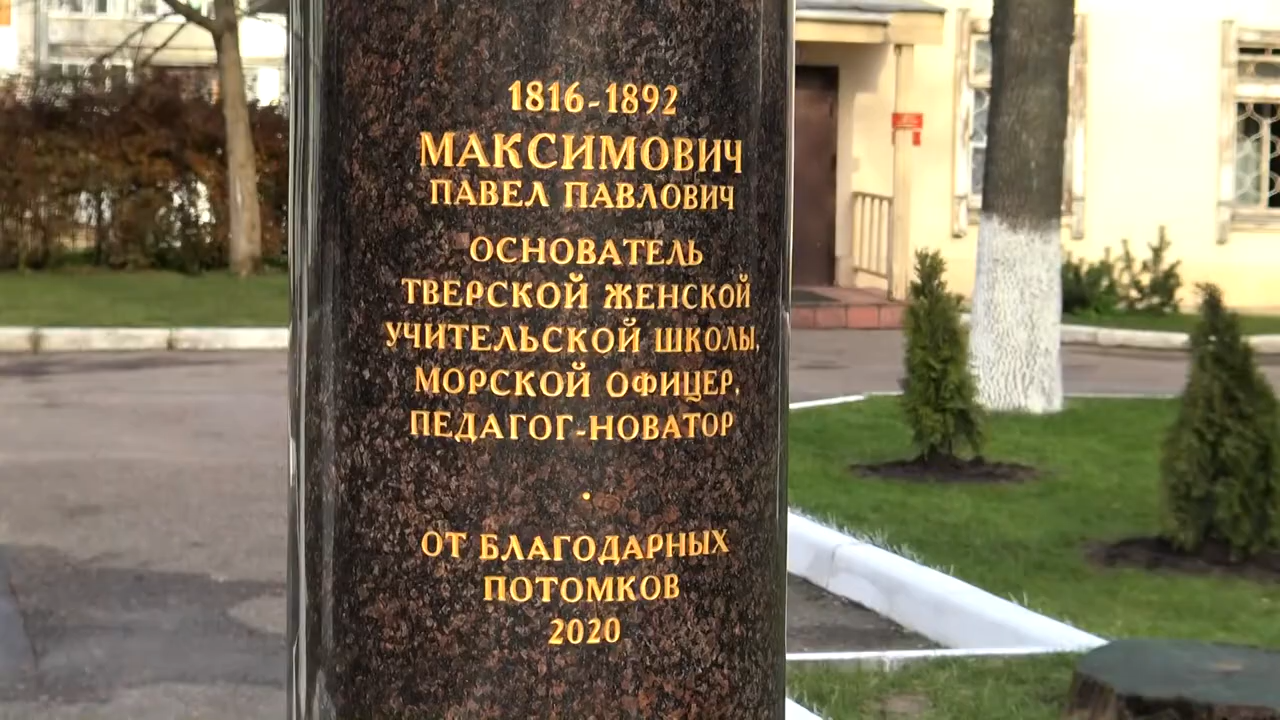 1816-1892
МАКСИМОВИЧ
ПАВЕЛ ПАВЛОВИЧ
ОСНОВАТЕЛЬ
ТВЕРСКОЙ ЖЕНСКОЙ
УЧИТЕЛЬСКОЙ ШКОЛЫ,
МОРСКОЙ ОФИЦЕР,
ПЕДАГОГ-НОВАТОР
ОТ БЛАГОДАРНЫХ
ПОТОМКОВ
2020